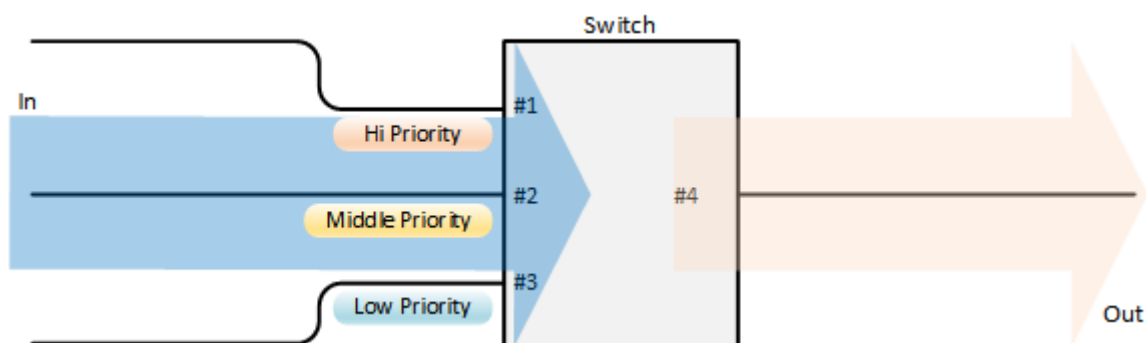 Switch
In
#1
Hi Priority
#2
#4
Middle Priority
#3
Low Priority
Out